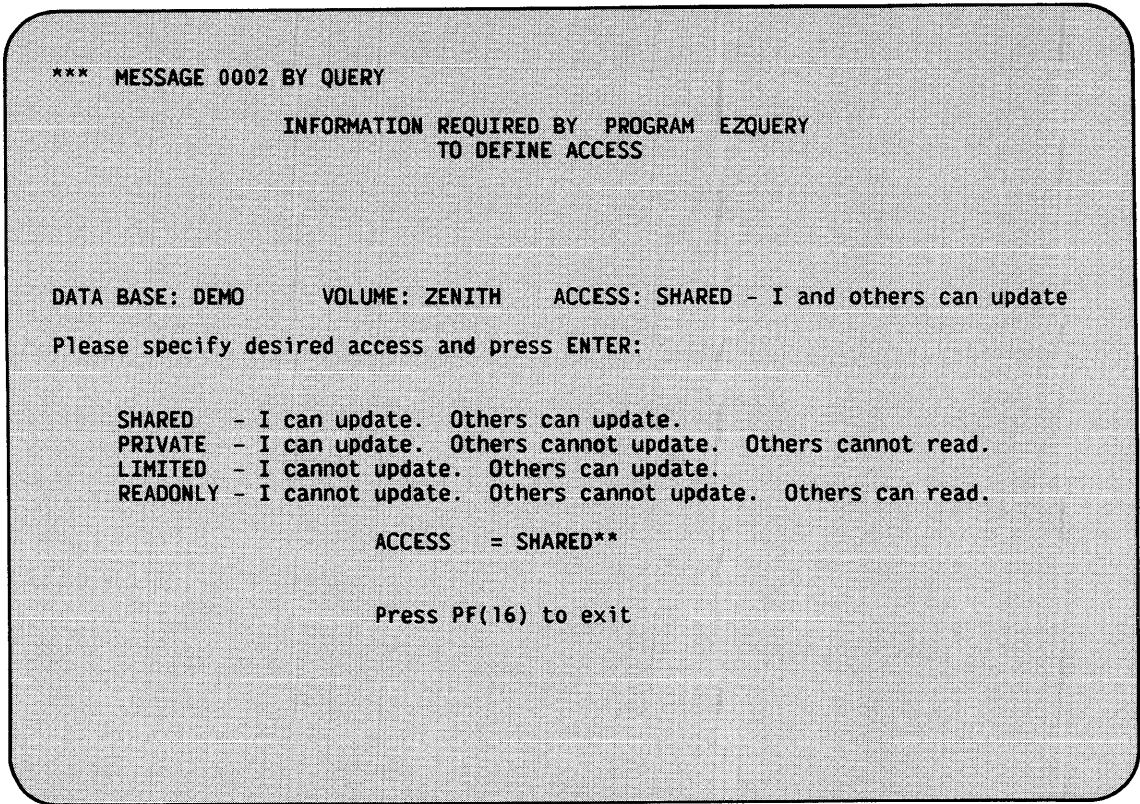 *** MESSAGE 0002 BY QUERY
INFORMATION REQUIRED BY PROGRAM EZQUERY
TO DEFINE ACCESS
DATA BASE: DEMO VOLUME: ZENITH ACCESS: SHARED - I and others can update
Please specify desired access and press ENTER:
SHARED - I can update. Others can update.
PRIVATE - I can update. Others cannot update. Others cannot read.
LIMITED - I cannot update. Others can update.
READONLY - I cannot update. Others cannot update. Others can read.
ACCESS = SHARED**
Press PF(16) to exit